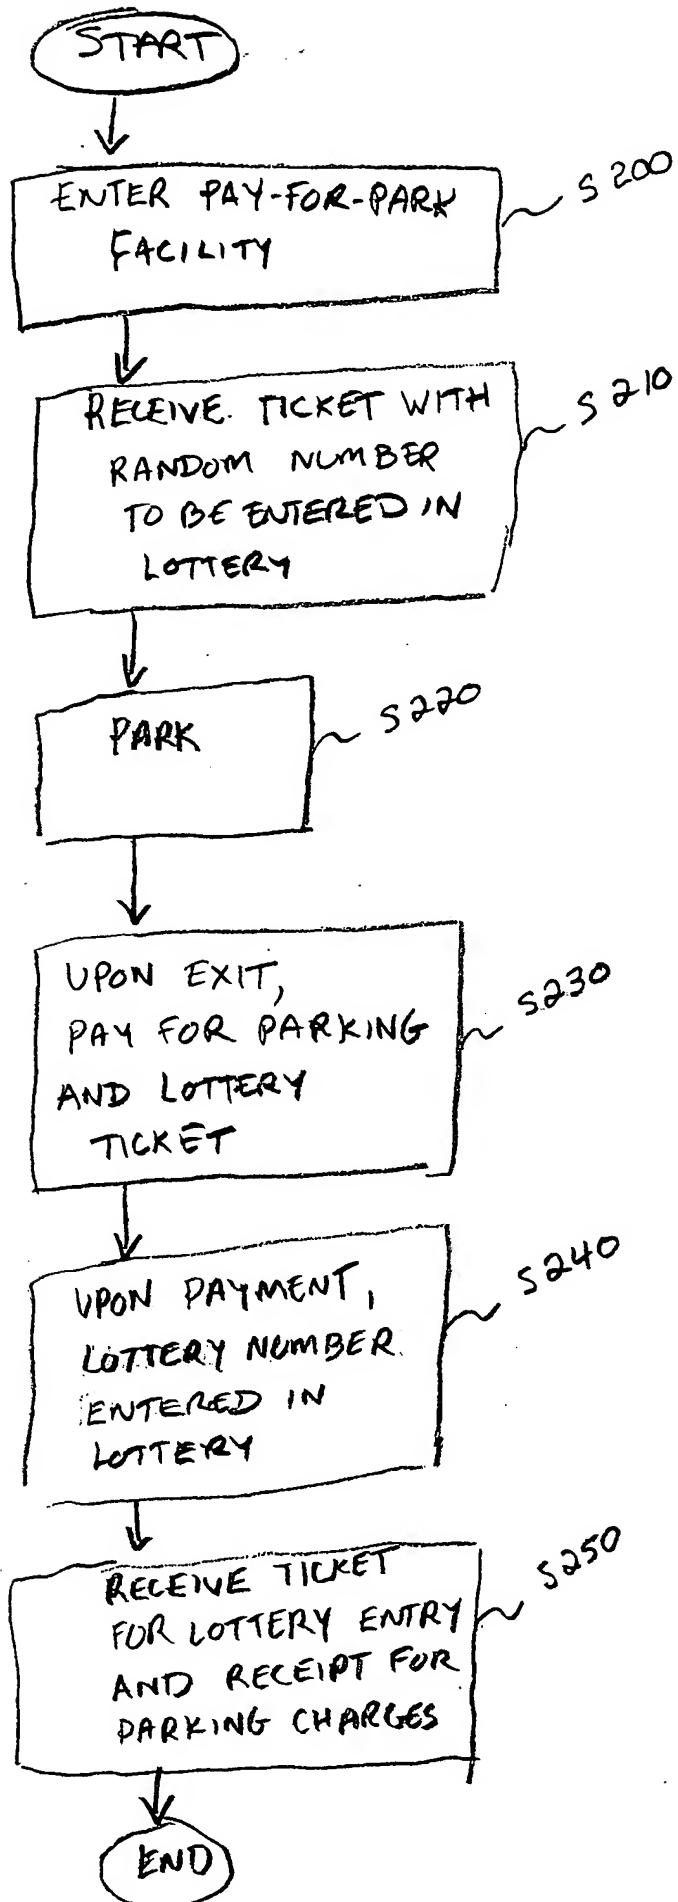 START
ENTER PAY-FOR-PARK
FACILITY
S200
RECEIVE TICKET WITH
RANDOM NUMBER
TO BE ENTERED IN
LOTTERY
S210
PARK
S220
UPON EXIT,
PAY FOR PARKING
AND LOTTERY
TICKET
S230
UPON PAYMENT,
LOTTERY NUMBER
ENTERED IN
LOTTERY
S240
RECEIVE TICKET
FOR LOTTERY ENTRY
AND RECEIPT FOR
PARKING CHARGES
S250
END